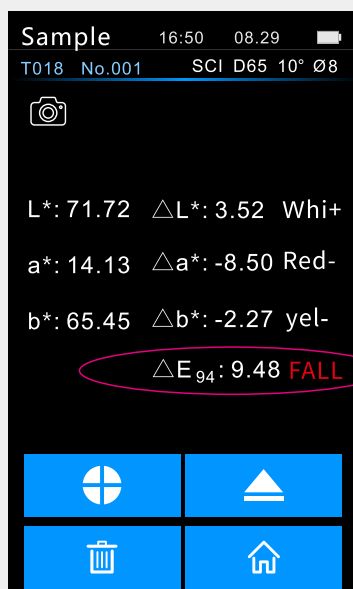 Sample 16:50 08.29
T018 No.001 SCI D65 10° Ø8
L*: 71.72 △L*: 3.52 Whi+
a*: 14.13 △a*: -8.50 Red-
b*: 65.45 △b*: -2.27 yel-
△E94: 9.48 FALL